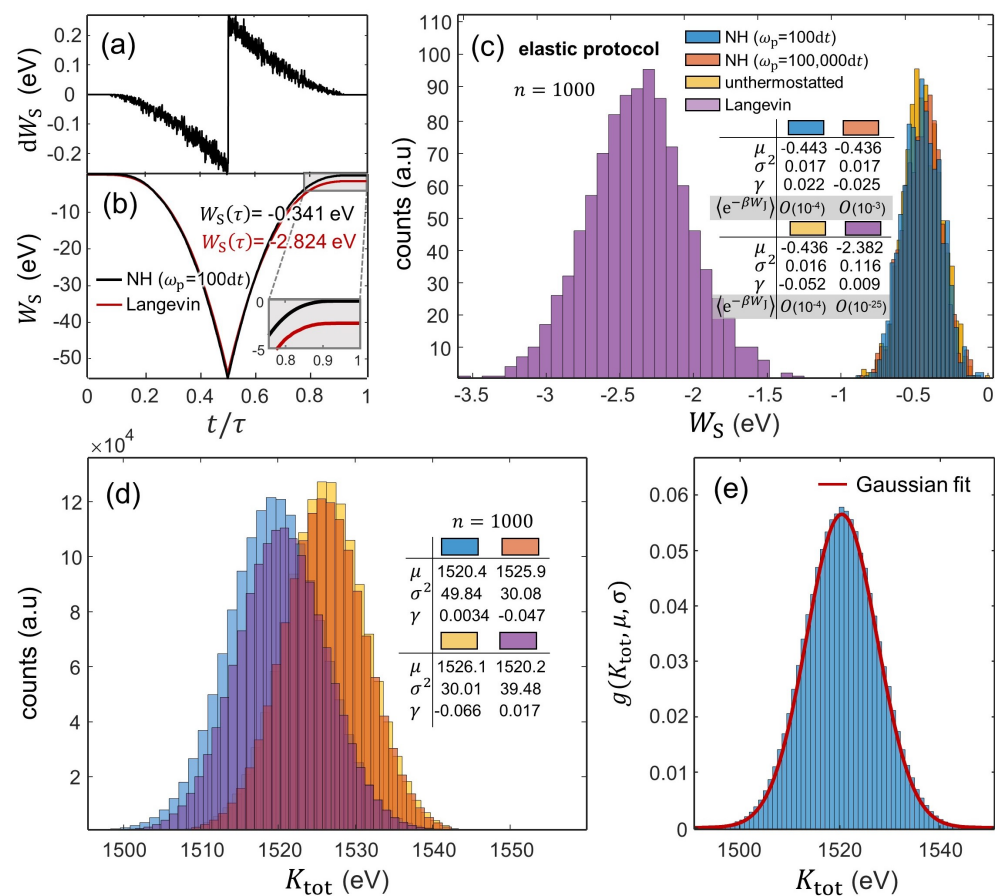 (a)
dW_S (eV)
0.2
0.1
0
-0.1
-0.2
(b)
W_S (eV)
-10
-20
-30
-40
-50
W_S(τ)= -0.341 eV
W_S(τ)= -2.824 eV
NH (ω_p=100dt)
Langevin
0
-5
0.8 0.9 1
0 0.2 0.4 0.6 0.8 1
t/τ
(c)
elastic protocol
n = 1000
NH (ω_p=100dt)
NH (ω_p=100,000dt)
unthermostatted
Langevin
counts (a.u)
110
100
90
80
70
60
50
40
30
20
10
0
μ -0.443 -0.436
σ² 0.017 0.017
γ 0.022 -0.025
⟨e^{-βW_J}⟩ O(10^-4) O(10^-3)
μ -0.436 -2.382
σ² 0.016 0.116
γ -0.052 0.009
⟨e^{-βW_J}⟩ O(10^-4) O(10^-25)
-3.5 -3 -2.5 -2 -1.5 -1 -0.5 0
W_S (eV)
×10⁴
(d)
counts (a.u)
12
10
8
6
4
2
n = 1000
μ 1520.4 1525.9
σ² 49.84 30.08
γ 0.0034 -0.047
μ 1526.1 1520.2
σ² 30.01 39.48
γ -0.066 0.017
1500 1510 1520 1530 1540 1550
K_tot (eV)
(e)
Gaussian fit
g(K_tot, μ, σ)
0.06
0.05
0.04
0.03
0.02
0.01
0
1500 1520 1540
K_tot (eV)